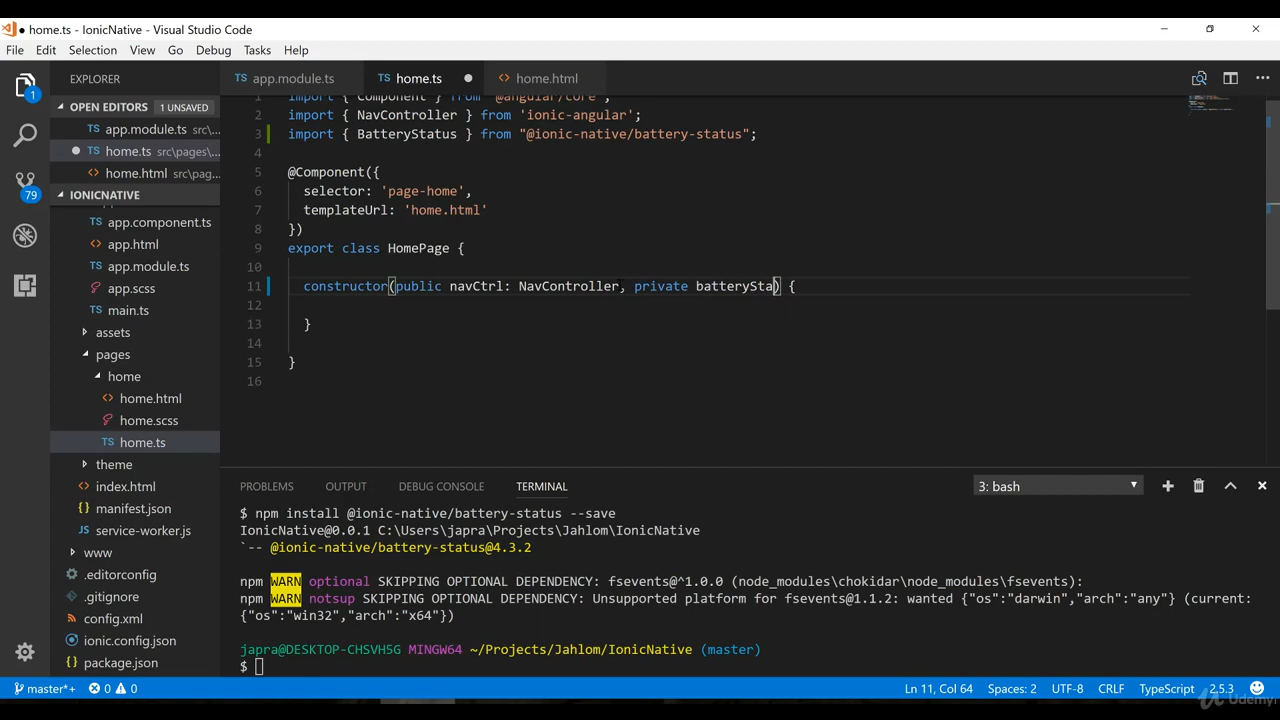 home.ts - IonicNative - Visual Studio Code
File Edit Selection View Go Debug Tasks Help
EXPLORER
app.module.ts
home.ts
home.html
OPEN EDITORS 1 UNSAVED
app.module.ts src\...
home.ts src\pages\...
home.html src\pag...
IONICNATIVE
app.component.ts
app.html
app.module.ts
app.scss
main.ts
assets
pages
home
home.html
home.scss
home.ts
theme
index.html
manifest.json
service-worker.js
www
.editorconfig
.gitignore
config.xml
ionic.config.json
package.json
1
79
1 import { Component } from '@angular/core';
2 import { NavController } from 'ionic-angular';
3 import { BatteryStatus } from "@ionic-native/battery-status";
4
5 @Component({
6 selector: 'page-home',
7 templateUrl: 'home.html'
8 })
9 export class HomePage {
10
11 constructor(public navCtrl: NavController, private batterySta) {
12
13 }
14
15 }
16
PROBLEMS OUTPUT DEBUG CONSOLE TERMINAL 3: bash
$ npm install @ionic-native/battery-status --save
IonicNative@0.0.1 C:\Users\japra\Projects\Jahlom\IonicNative
`-- @ionic-native/battery-status@4.3.2
npm WARN optional SKIPPING OPTIONAL DEPENDENCY: fsevents@^1.0.0 (node_modules\chokidar\node_modules\fsevents):
npm WARN notsup SKIPPING OPTIONAL DEPENDENCY: Unsupported platform for fsevents@1.1.2: wanted {"os":"darwin","arch":"any"} (current:
{"os":"win32","arch":"x64"})
japra@DESKTOP-CHSVH5G MINGW64 ~/Projects/Jahlom/IonicNative (master)
$
master*+ 0 0 Ln 11, Col 64 Spaces: 2 UTF-8 CRLF TypeScript 2.5.3
Udemy